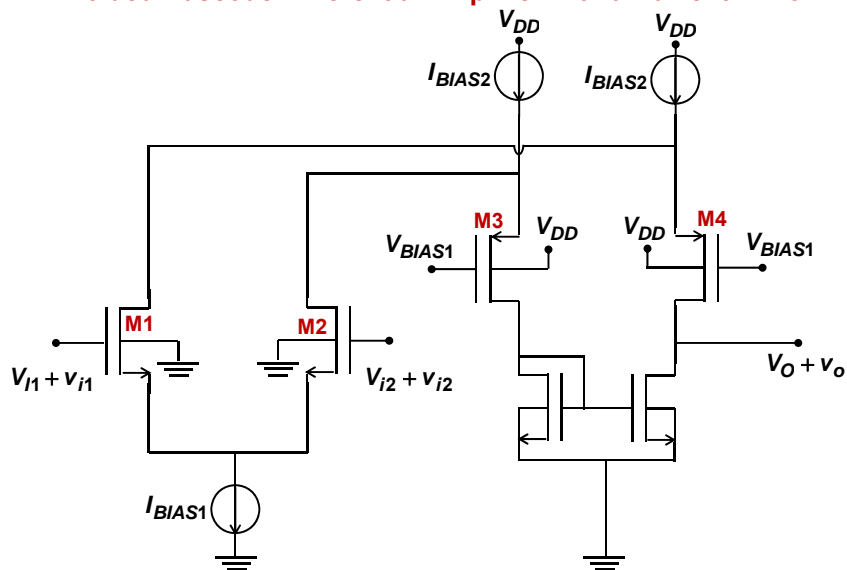 V_DD
V_DD
I_BIAS2
I_BIAS2
M3
M4
V_DD
V_DD
V_BIAS1
V_BIAS1
M1
M2
V_I1 + v_i1
V_i2 + v_i2
V_O + v_o
I_BIAS1